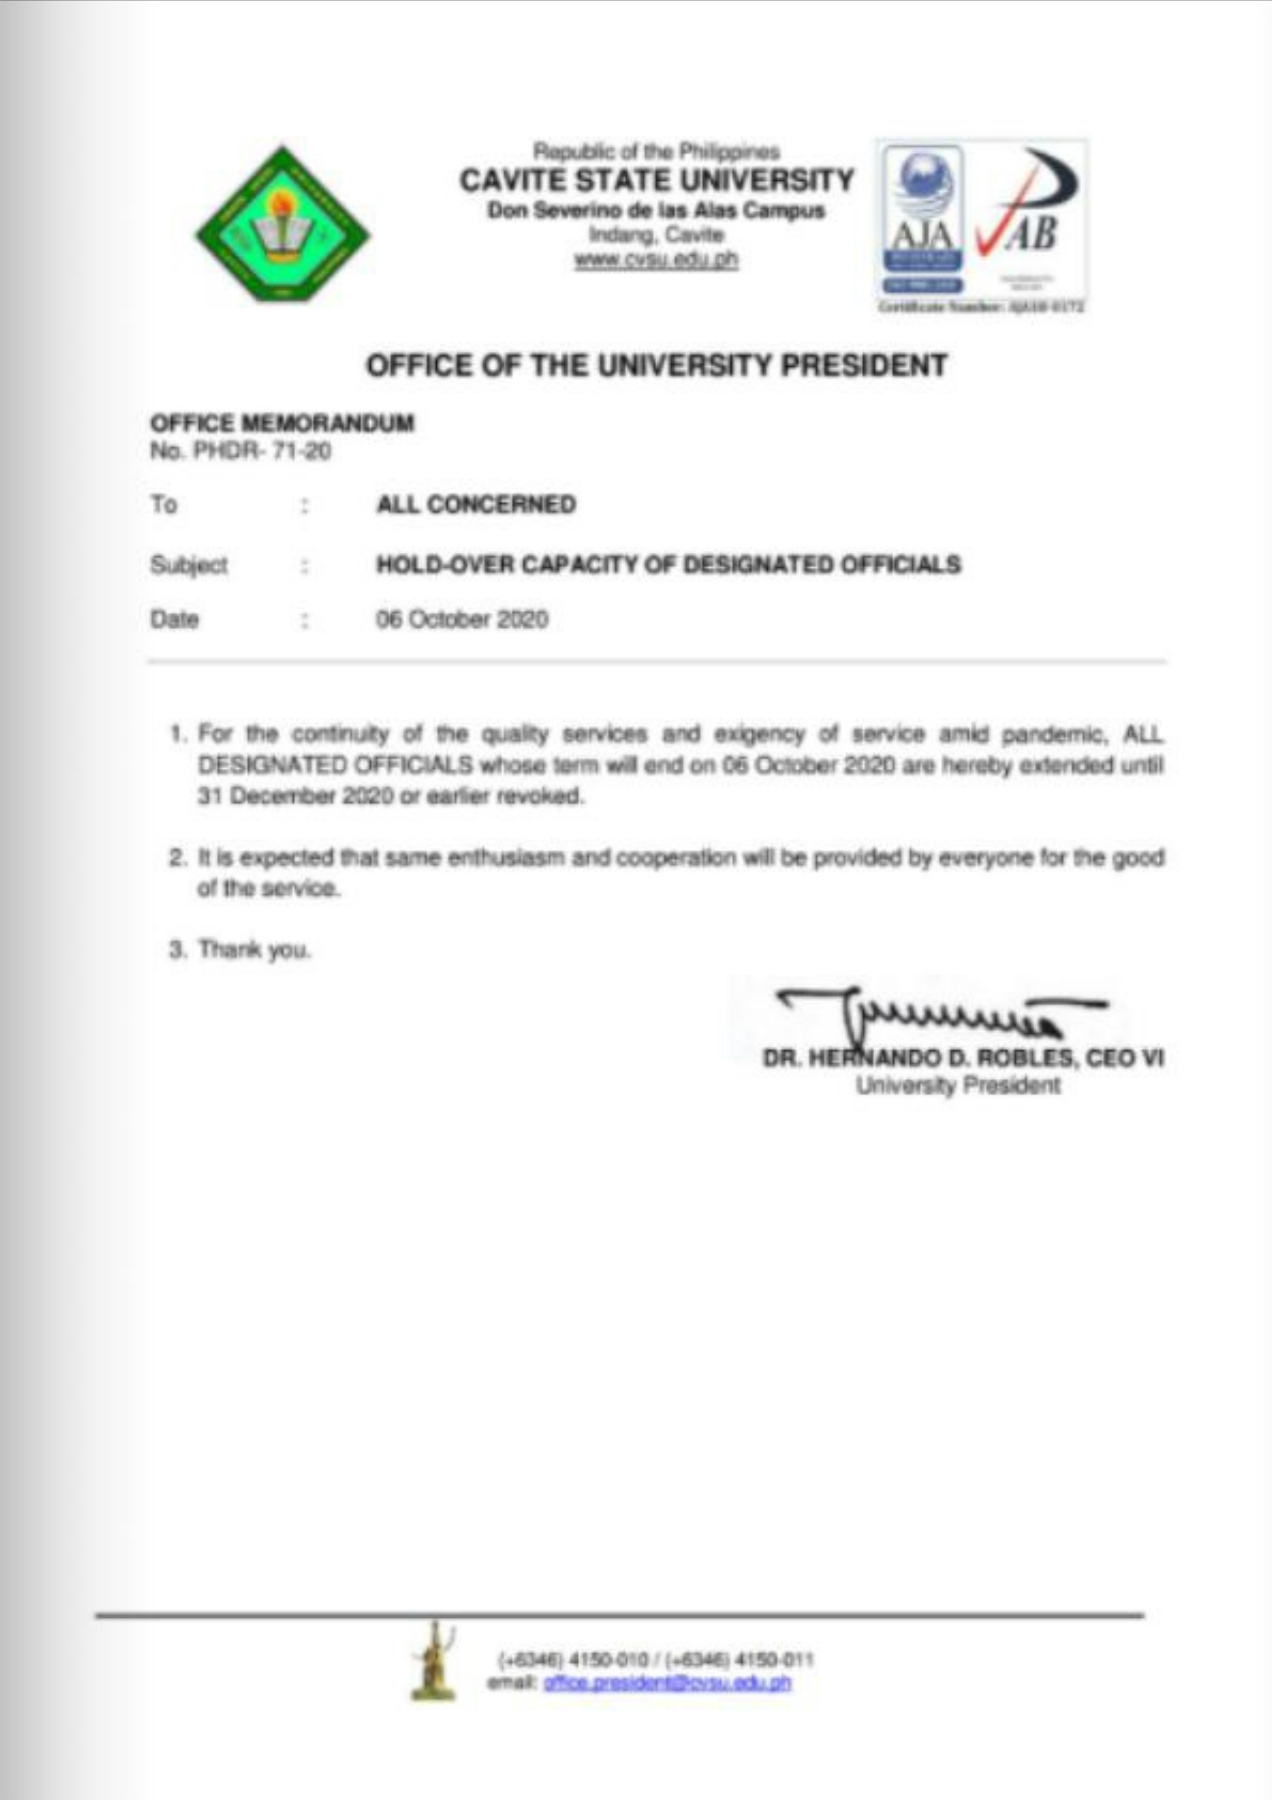 Republic of the Philippines
CAVITE STATE UNIVERSITY
Don Severino de las Alas Campus
Indang, Cavite
www.cvsu.edu.ph
AJA
PAB
Certificate Number: AJA18-0172
OFFICE OF THE UNIVERSITY PRESIDENT
OFFICE MEMORANDUM
No. PHDR- 71-20
To : ALL CONCERNED
Subject : HOLD-OVER CAPACITY OF DESIGNATED OFFICIALS
Date : 06 October 2020
1. For the continuity of the quality services and exigency of service amid pandemic, ALL
DESIGNATED OFFICIALS whose term will end on 06 October 2020 are hereby extended until
31 December 2020 or earlier revoked.
2. It is expected that same enthusiasm and cooperation will be provided by everyone for the good
of the service.
3. Thank you.
DR. HERNANDO D. ROBLES, CEO VI
University President
(+6346) 4150-010 / (+6346) 4150-011
email: office.president@cvsu.edu.ph